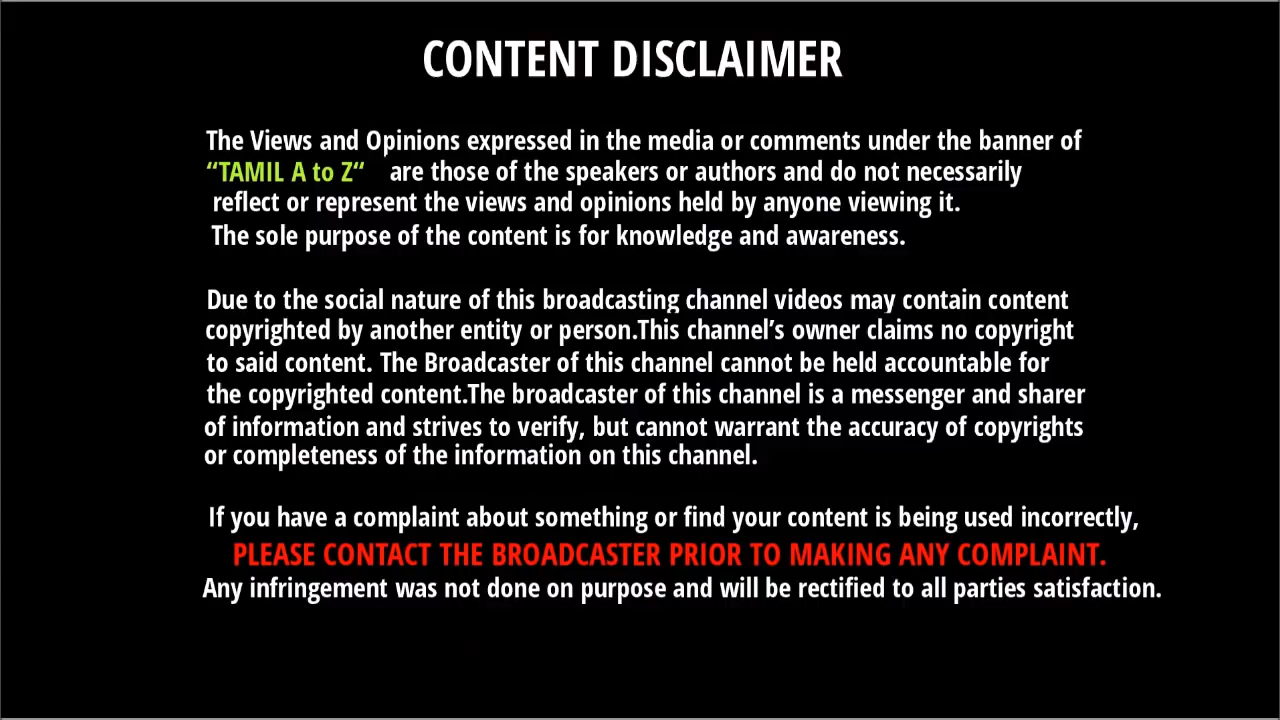 CONTENT DISCLAIMER
The Views and Opinions expressed in the media or comments under the banner of
“TAMIL A to Z“ are those of the speakers or authors and do not necessarily
reflect or represent the views and opinions held by anyone viewing it.
The sole purpose of the content is for knowledge and awareness.
Due to the social nature of this broadcasting channel videos may contain content
copyrighted by another entity or person.This channel’s owner claims no copyright
to said content. The Broadcaster of this channel cannot be held accountable for
the copyrighted content.The broadcaster of this channel is a messenger and sharer
of information and strives to verify, but cannot warrant the accuracy of copyrights
or completeness of the information on this channel.
If you have a complaint about something or find your content is being used incorrectly,
PLEASE CONTACT THE BROADCASTER PRIOR TO MAKING ANY COMPLAINT.
Any infringement was not done on purpose and will be rectified to all parties satisfaction.